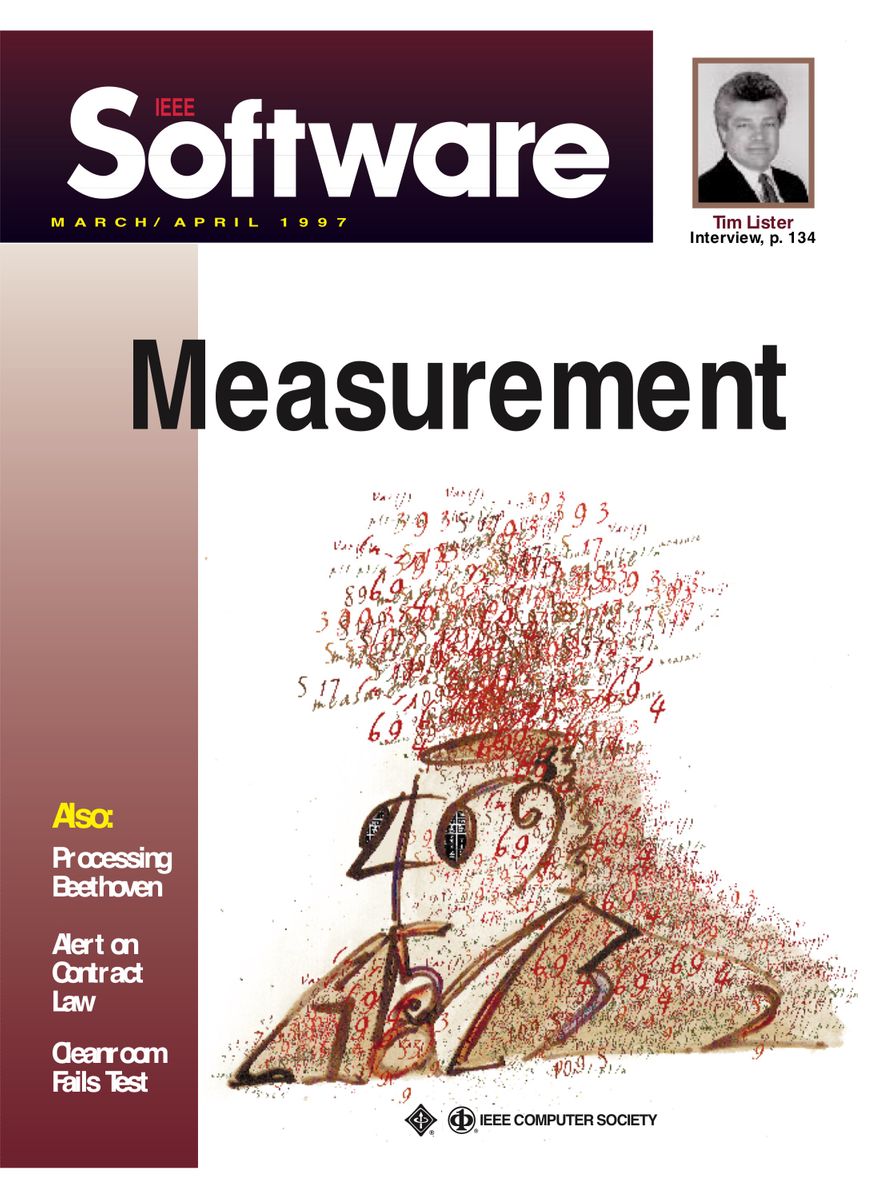 IEEE
Software
MARCH/APRIL 1997
Tim Lister
Interview, p. 134
Measurement
Also:
Processing
Beethoven
Alert on
Contract
Law
Cleanroom
Fails Test
IEEE COMPUTER SOCIETY